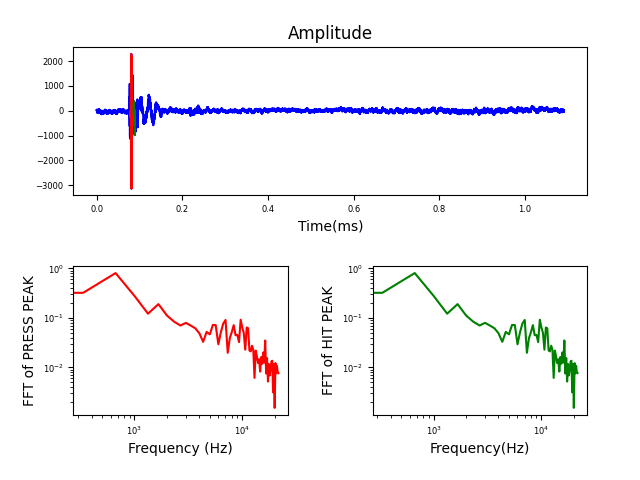 Amplitude
2000
1000
0
−1000
−2000
−3000
0.0 0.2 0.4 0.6 0.8 1.0
Time(ms)
FFT of PRESS PEAK
10⁰
10⁻¹
10⁻²
10³ 10⁴
Frequency (Hz)
FFT of HIT PEAK
10⁰
10⁻¹
10⁻²
10³ 10⁴
Frequency(Hz)